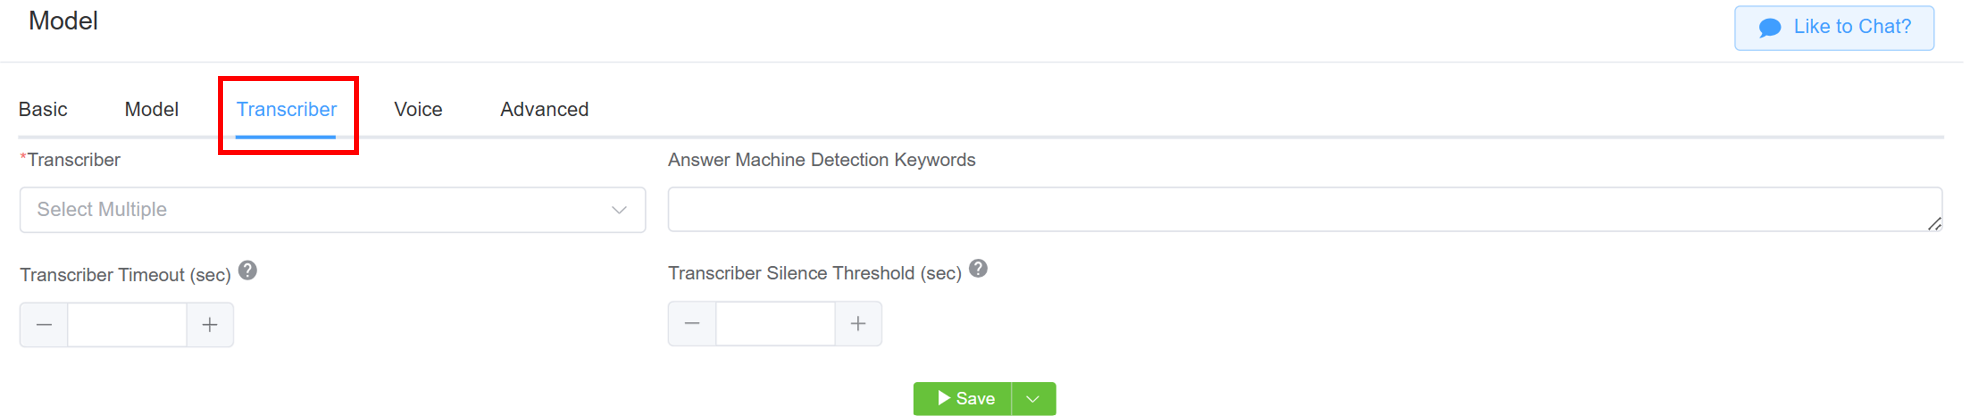 Model
Like to Chat?
Basic Model Transcriber Voice Advanced
*Transcriber
Answer Machine Detection Keywords
Select Multiple
Transcriber Timeout (sec) ?
Transcriber Silence Threshold (sec) ?
Save